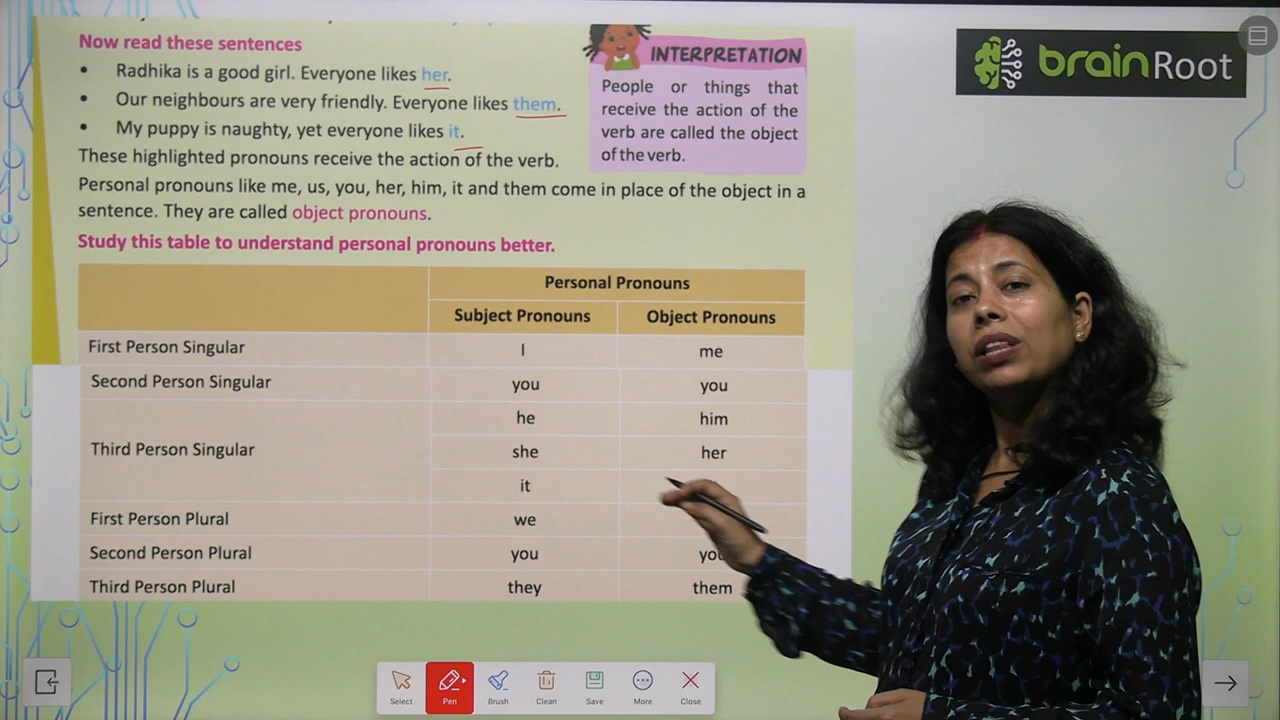 Now read these sentences
• Radhika is a good girl. Everyone likes her.
• Our neighbours are very friendly. Everyone likes them.
• My puppy is naughty, yet everyone likes it.
These highlighted pronouns receive the action of the verb.
Personal pronouns like me, us, you, her, him, it and them come in place of the object in a
sentence. They are called object pronouns.
INTERPRETATION
People or things that
receive the action of the
verb are called the object
of the verb.
Study this table to understand personal pronouns better.
Personal Pronouns
Subject Pronouns Object Pronouns
First Person Singular I me
Second Person Singular you you
he him
Third Person Singular she her
it
First Person Plural we
Second Person Plural you
Third Person Plural they them
brainRoot
Select Pen Brush Clean Save More Close